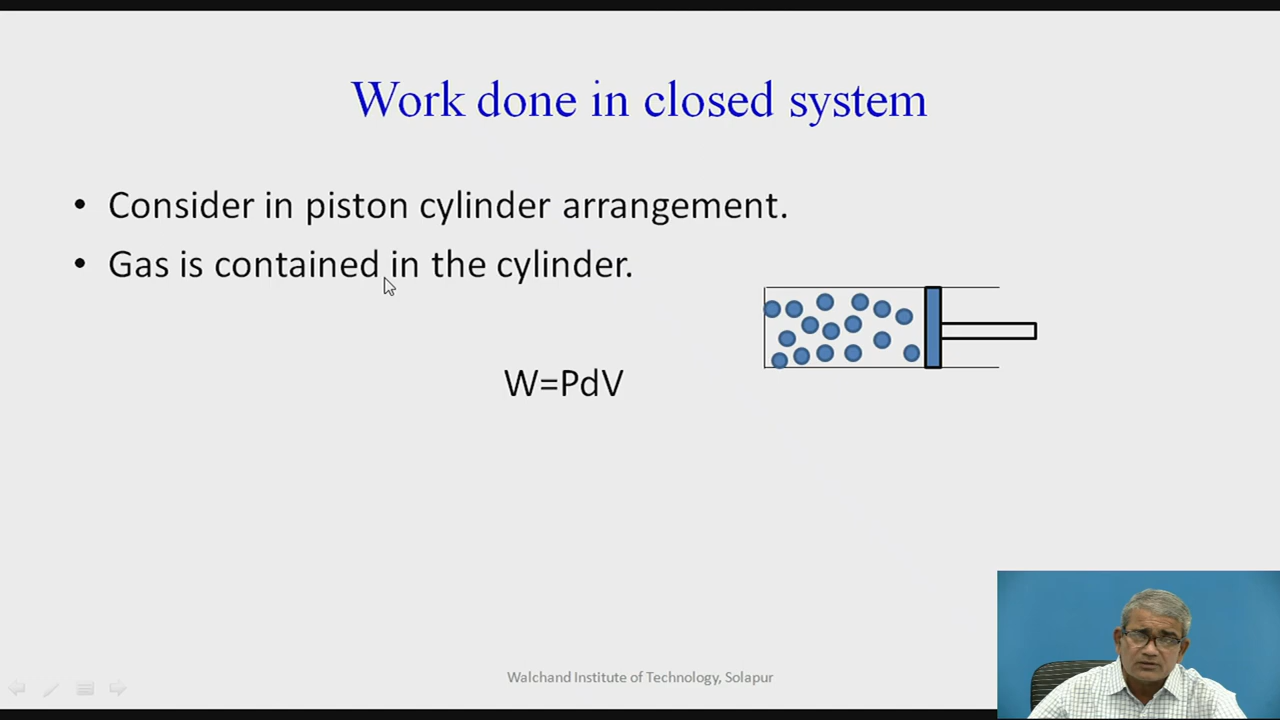 Work done in closed system
• Consider in piston cylinder arrangement.
• Gas is contained in the cylinder.
W=PdV
Walchand Institute of Technology, Solapur